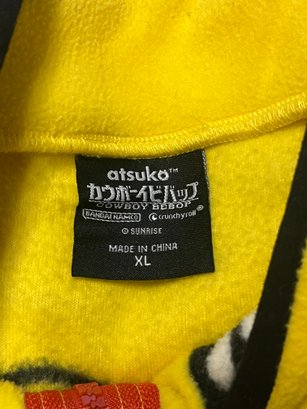 atsuko™
カウボーイビバップ
COWBOY BEBOP
BANDAI NAMCO crunchyroll
© SUNRISE
MADE IN CHINA
XL